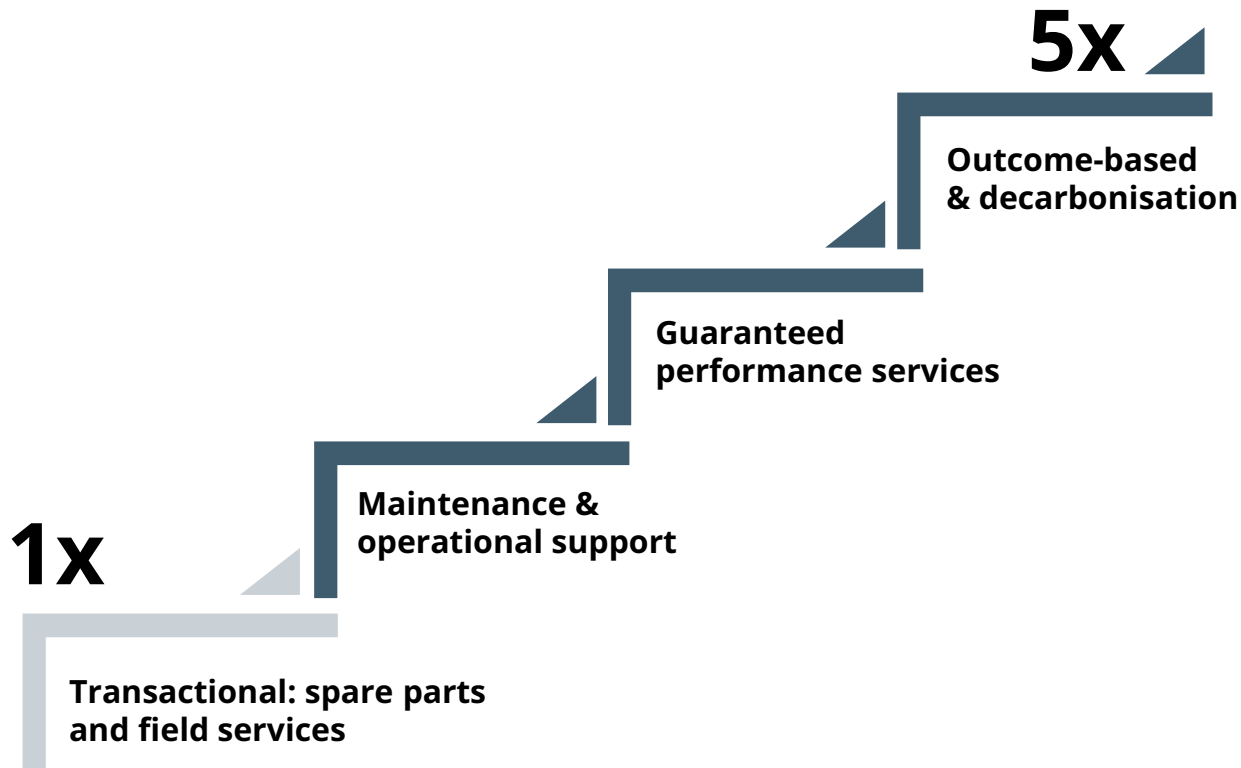 5x
Outcome-based
& decarbonisation
Guaranteed
performance services
Maintenance &
operational support
1x
Transactional: spare parts
and field services